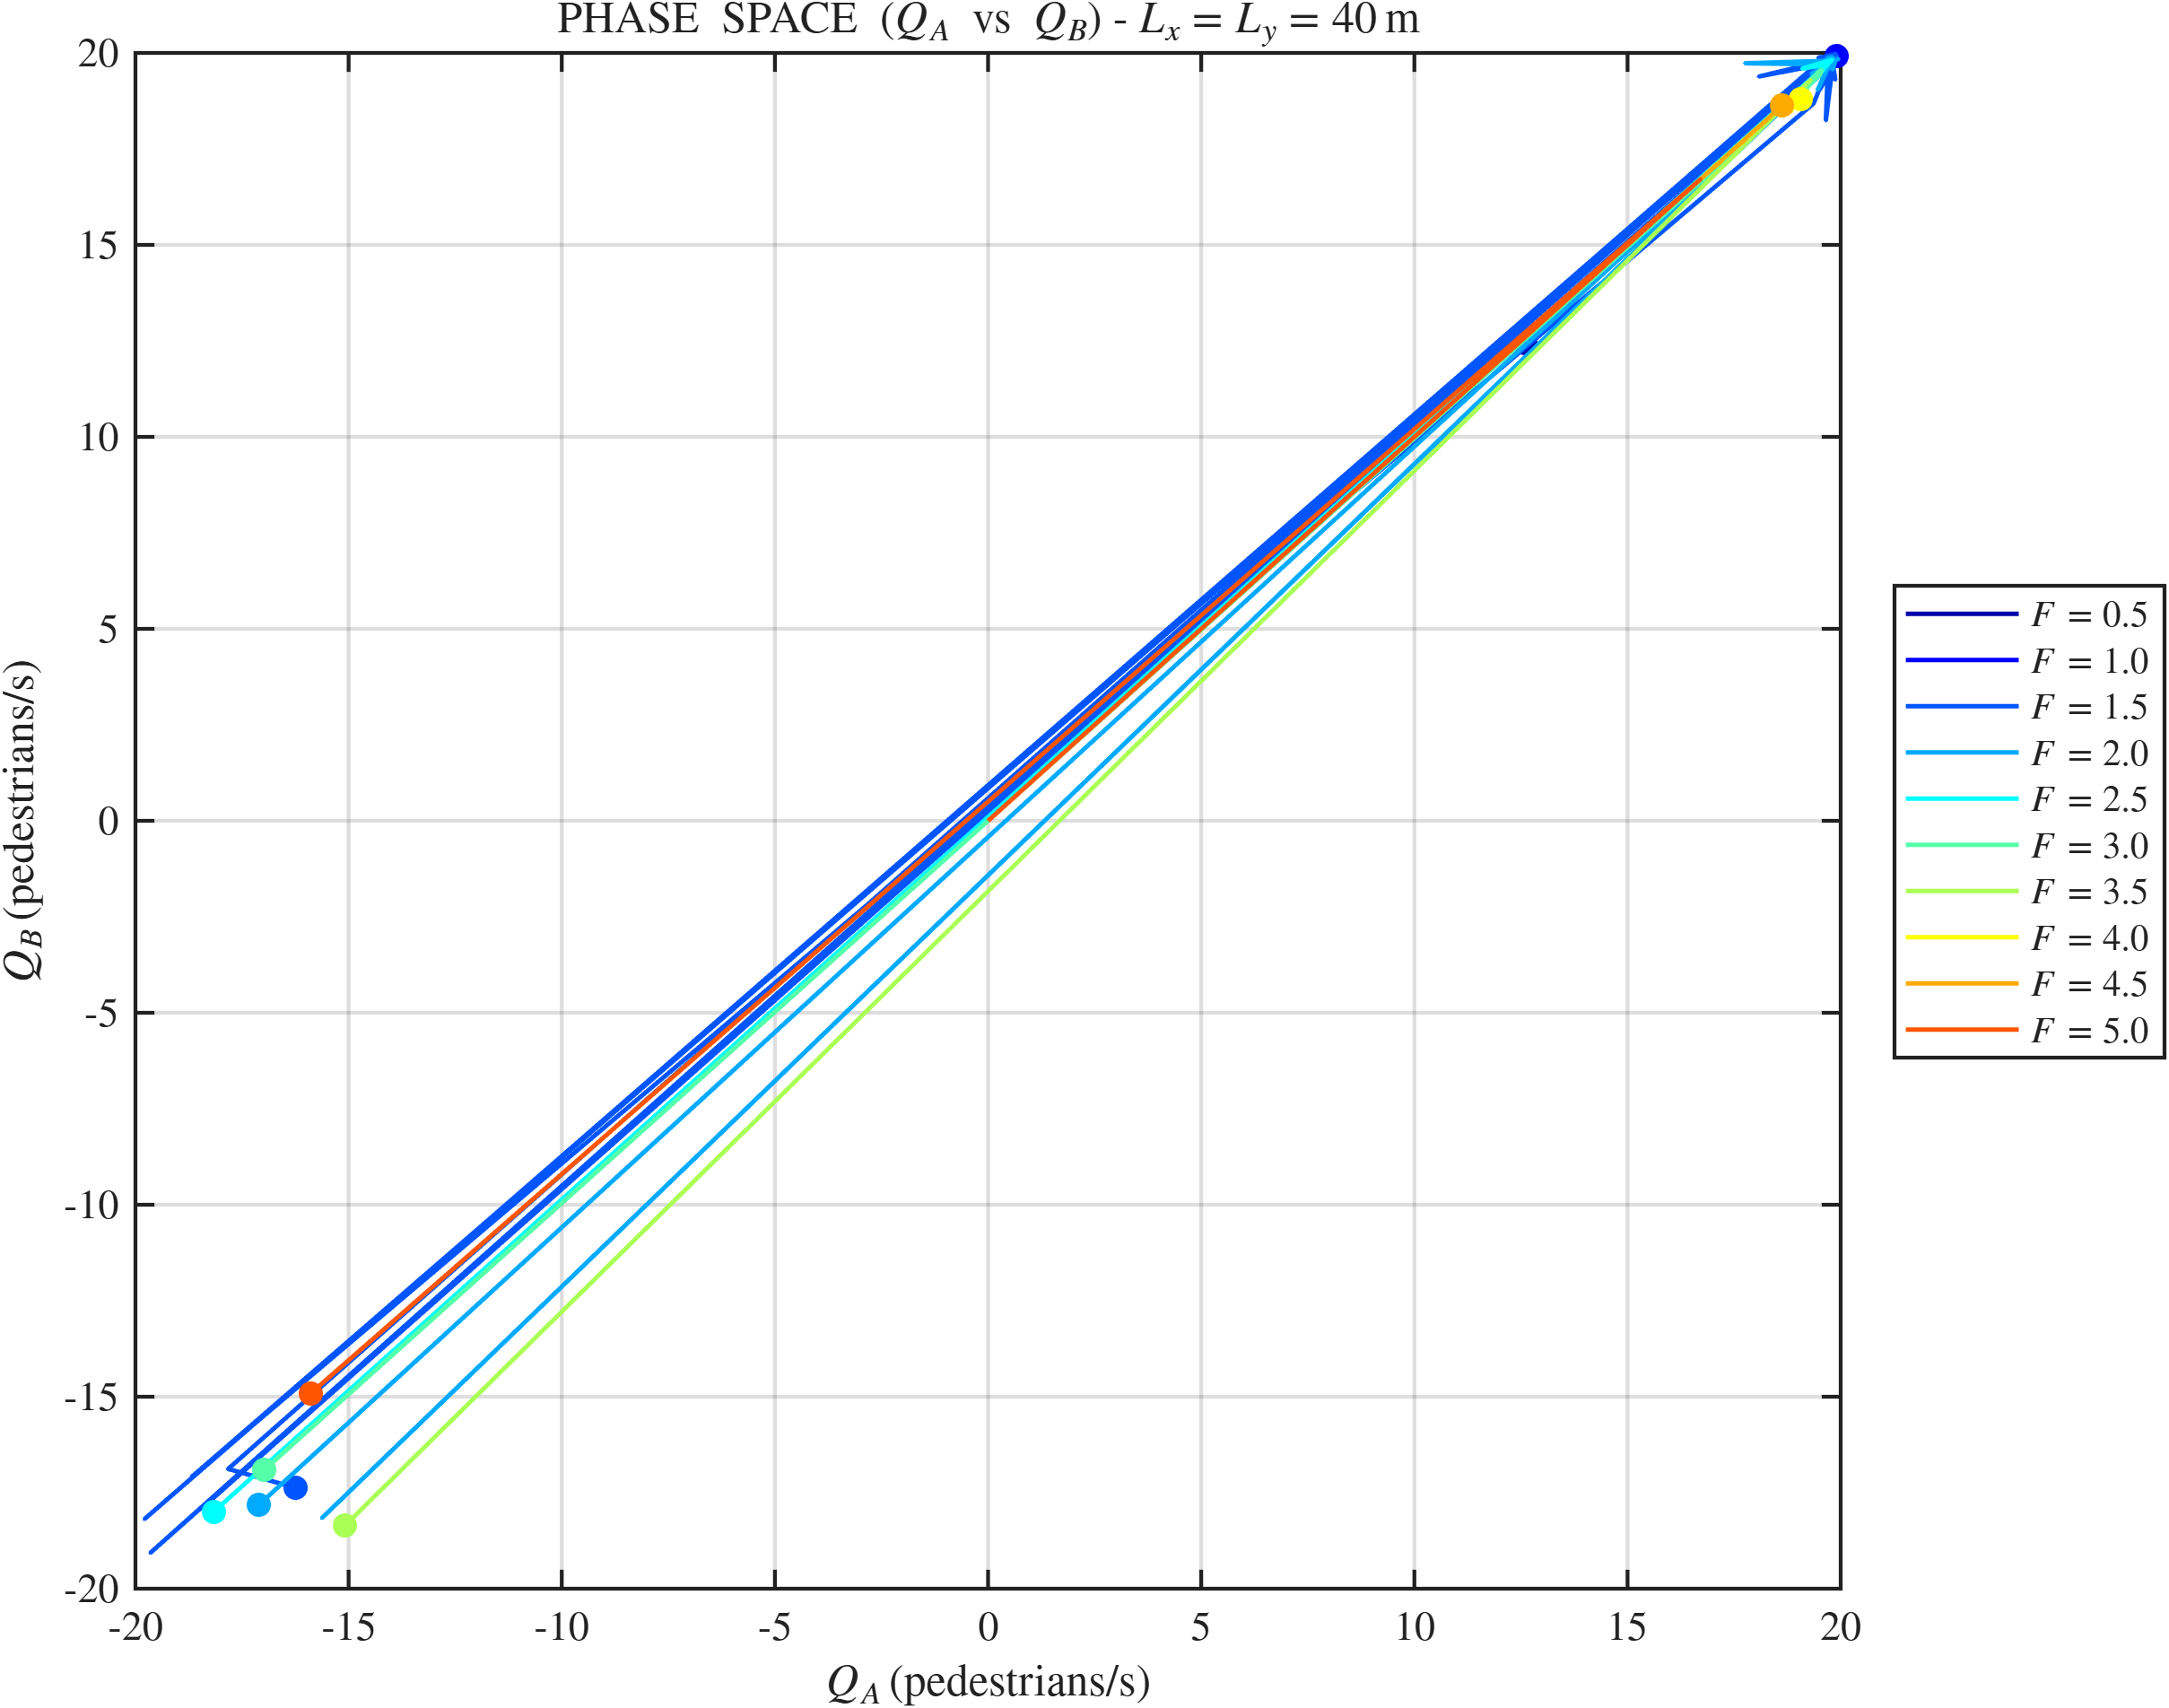 PHASE SPACE (Q_A vs Q_B) - L_x = L_y = 40 m
20
15
10
5
0
-5
-10
-15
-20
Q_B (pedestrians/s)
-20 -15 -10 -5 0 5 10 15 20
Q_A (pedestrians/s)
F = 0.5
F = 1.0
F = 1.5
F = 2.0
F = 2.5
F = 3.0
F = 3.5
F = 4.0
F = 4.5
F = 5.0